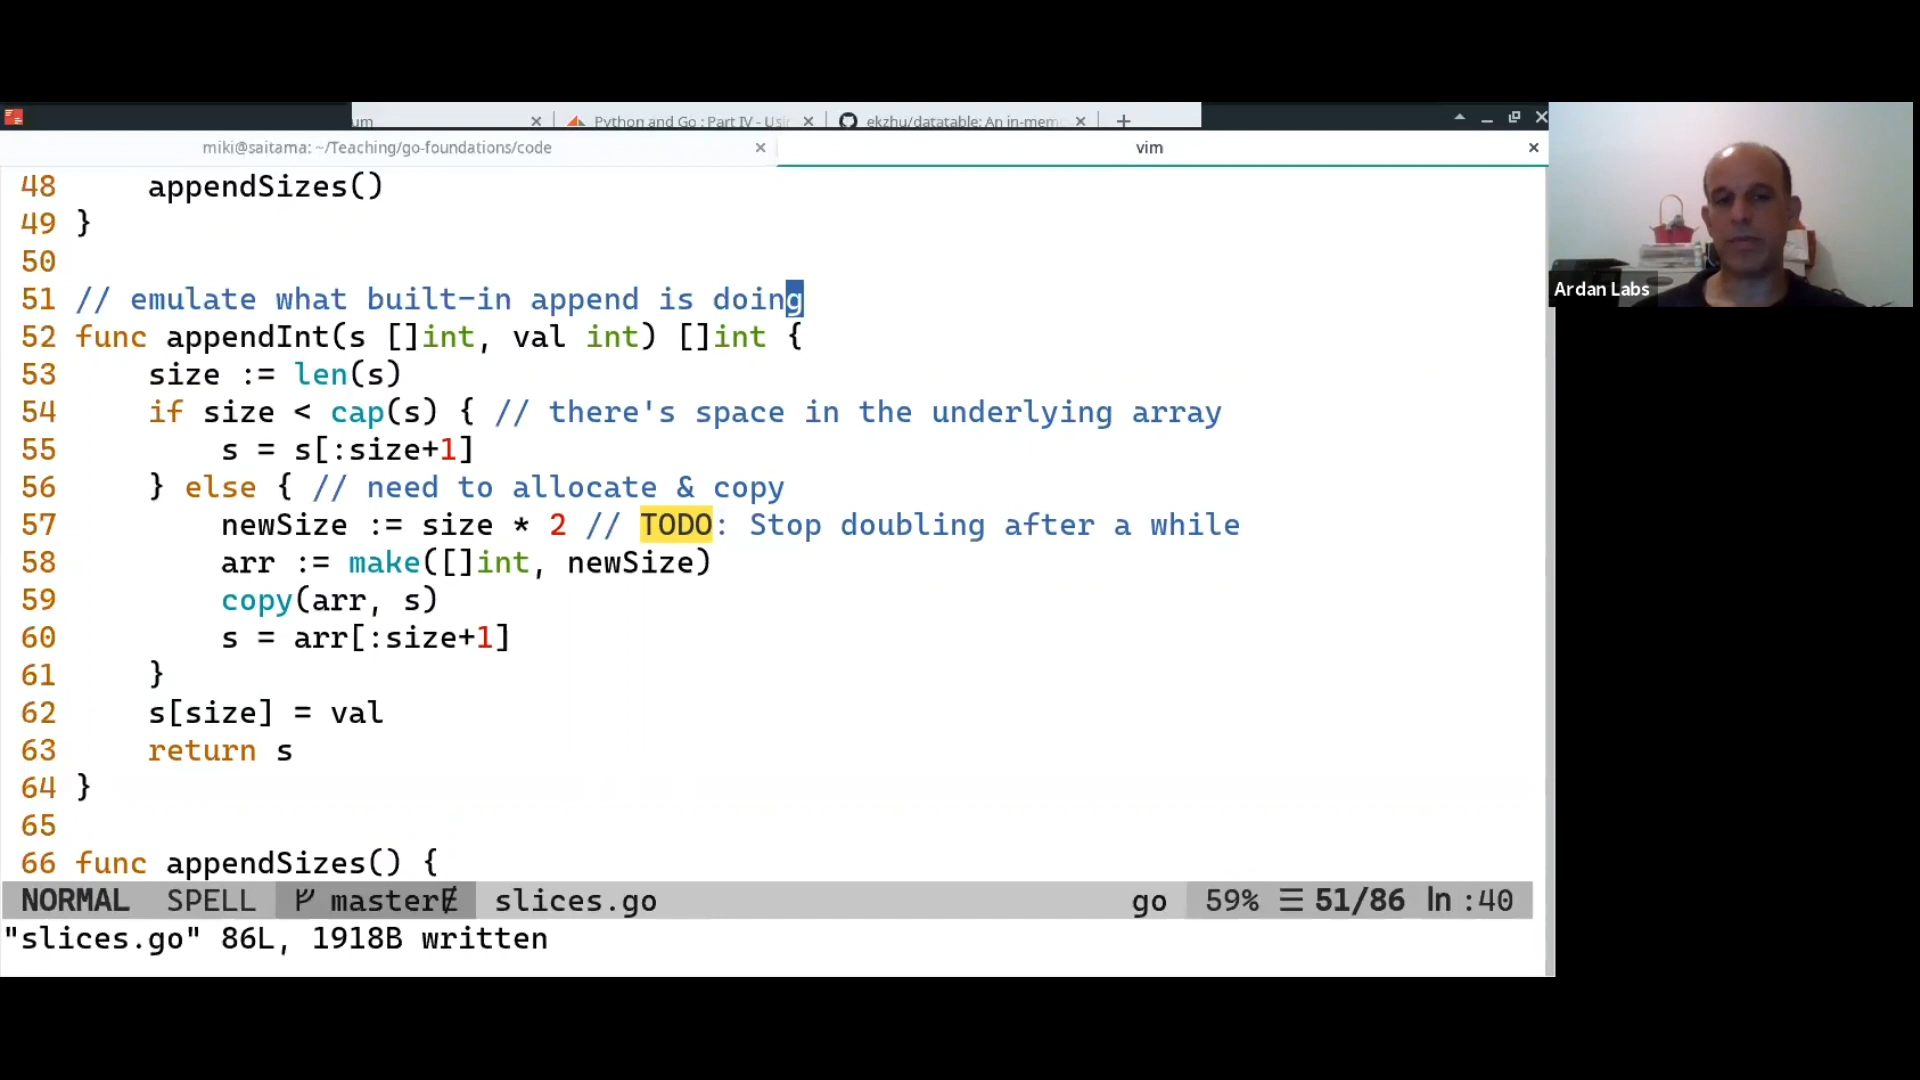 um
Python and Go : Part IV - Usin
ekzhu/datatable: An in-mem
miki@saitama: ~/Teaching/go-foundations/code
vim
48 appendSizes()
49 }
50
51 // emulate what built-in append is doing
52 func appendInt(s []int, val int) []int {
53 size := len(s)
54 if size < cap(s) { // there's space in the underlying array
55 s = s[:size+1]
56 } else { // need to allocate & copy
57 newSize := size * 2 // TODO: Stop doubling after a while
58 arr := make([]int, newSize)
59 copy(arr, s)
60 s = arr[:size+1]
61 }
62 s[size] = val
63 return s
64 }
65
66 func appendSizes() {
NORMAL SPELL master slices.go go 59% ☰ 51/86 ln :40
"slices.go" 86L, 1918B written
Ardan Labs